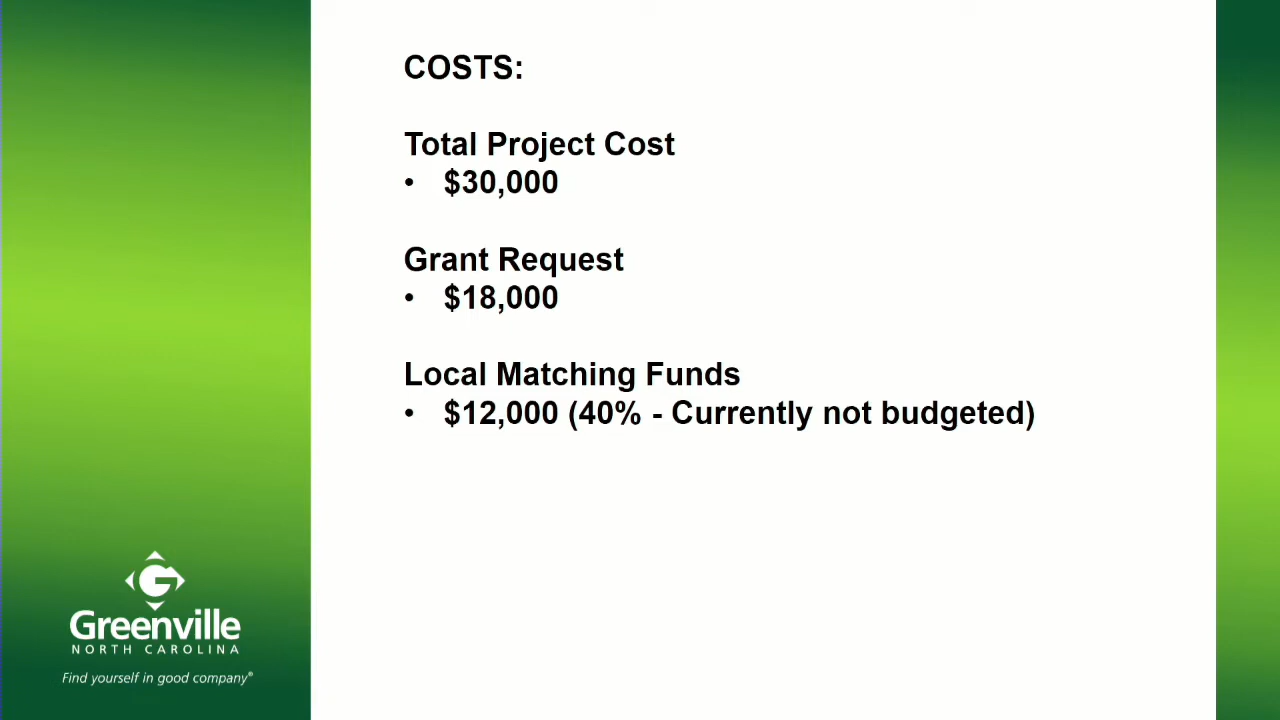 COSTS:
Total Project Cost
• $30,000
Grant Request
• $18,000
Local Matching Funds
• $12,000 (40% - Currently not budgeted)
G
Greenville
NORTH CAROLINA
Find yourself in good company®